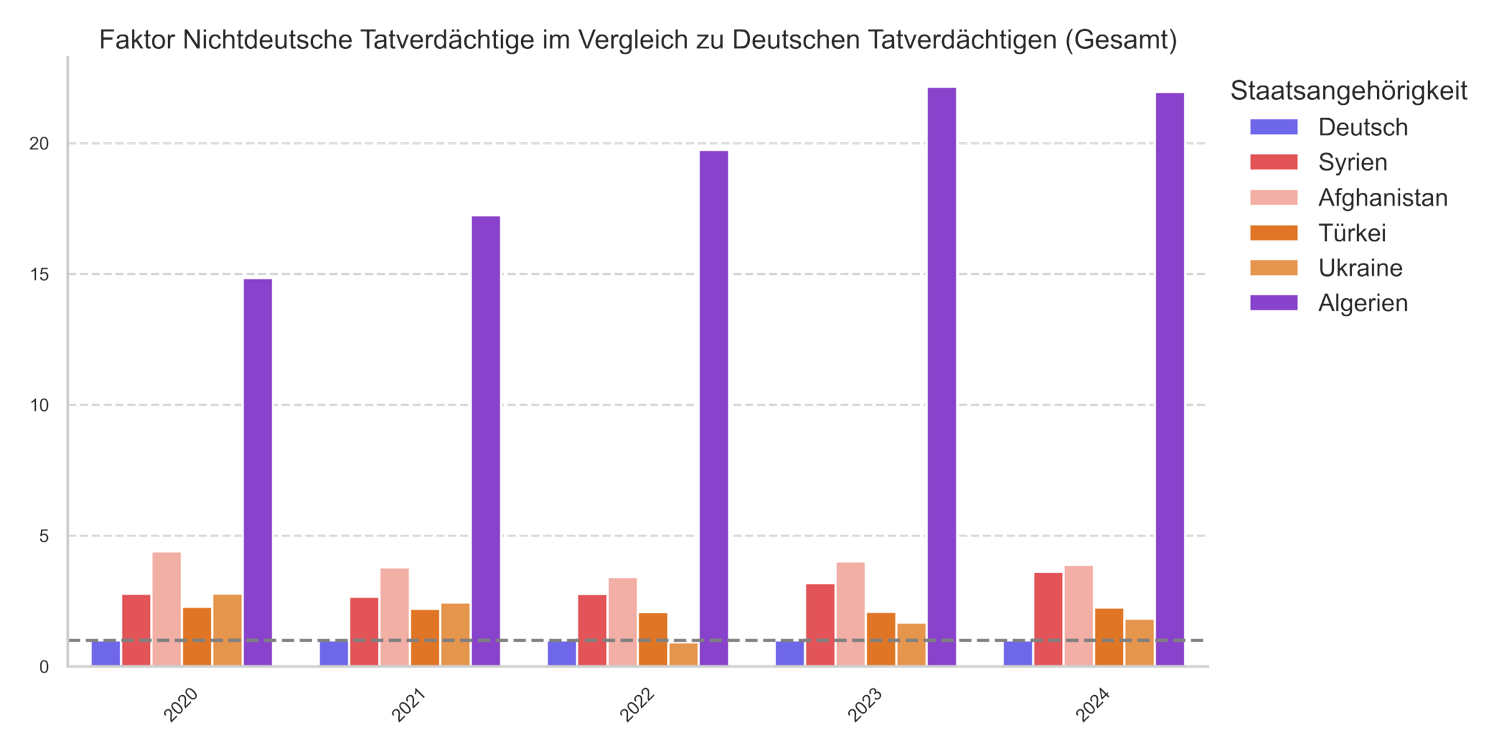 Faktor Nichtdeutsche Tatverdächtige im Vergleich zu Deutschen Tatverdächtigen (Gesamt)
Staatsangehörigkeit
Deutsch
Syrien
Afghanistan
Türkei
Ukraine
Algerien
20
15
10
5
0
2020
2021
2022
2023
2024